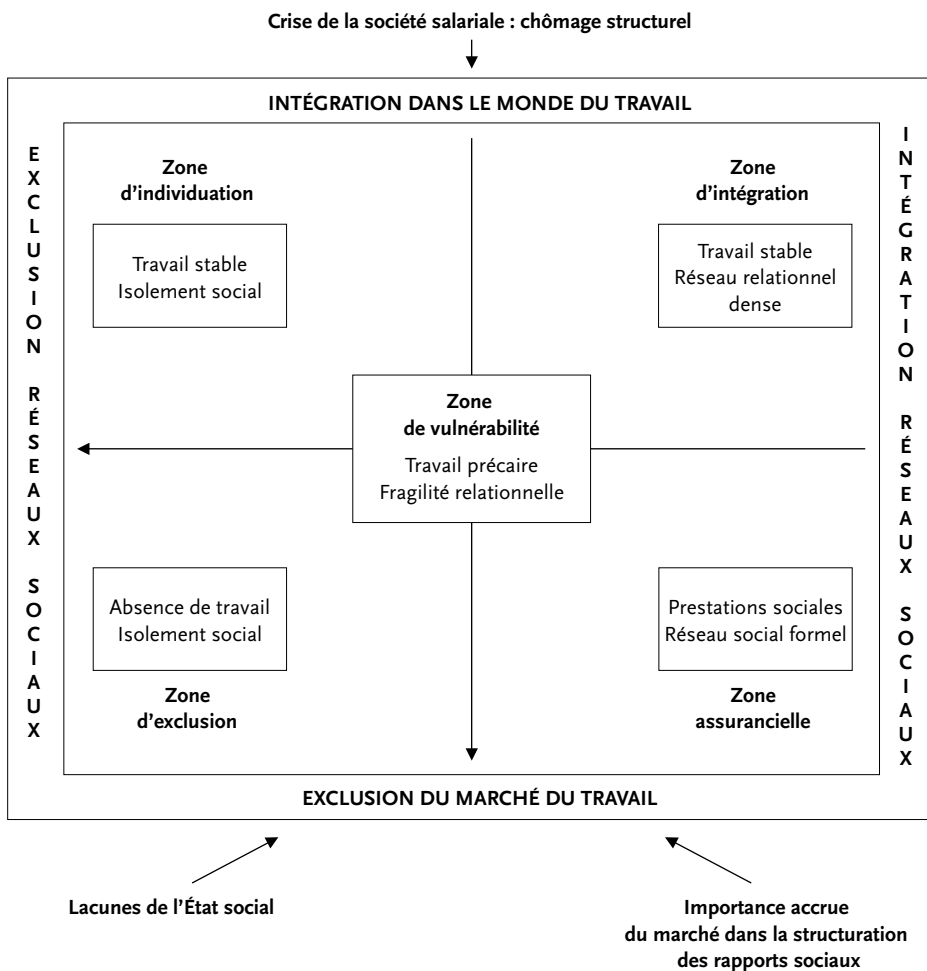 Crise de la société salariale : chômage structurel
INTÉGRATION DANS LE MONDE DU TRAVAIL
EXCLUSION RÉSEAUX SOCIAUX
Zone
d’individuation
Travail stable
Isolement social
Zone
d’intégration
Travail stable
Réseau relationnel
dense
Zone
de vulnérabilité
Travail précaire
Fragilité relationnelle
Absence de travail
Isolement social
Zone
d’exclusion
Prestations sociales
Réseau social formel
Zone
assurancielle
INTÉGRATION RÉSEAUX SOCIAUX
EXCLUSION DU MARCHÉ DU TRAVAIL
Lacunes de l’État social
Importance accrue
du marché dans la structuration
des rapports sociaux